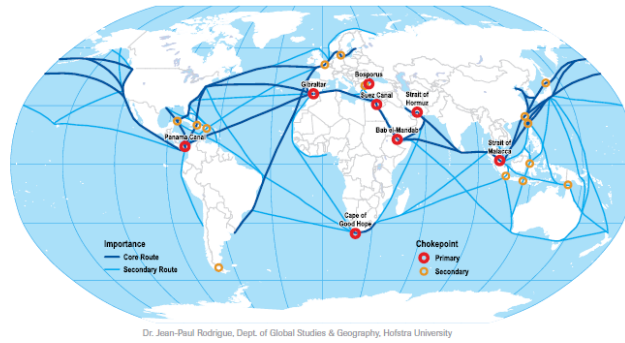 Bosporus
Gibraltar
Suez Canal
Strait of
Hormuz
Panama Canal
Bab el-Mandab
Strait of
Malacca
Cape of
Good Hope
Importance
Core Route
Secondary Route
Chokepoint
Primary
Secondary
Dr. Jean-Paul Rodrigue, Dept. of Global Studies & Geography, Hofstra University